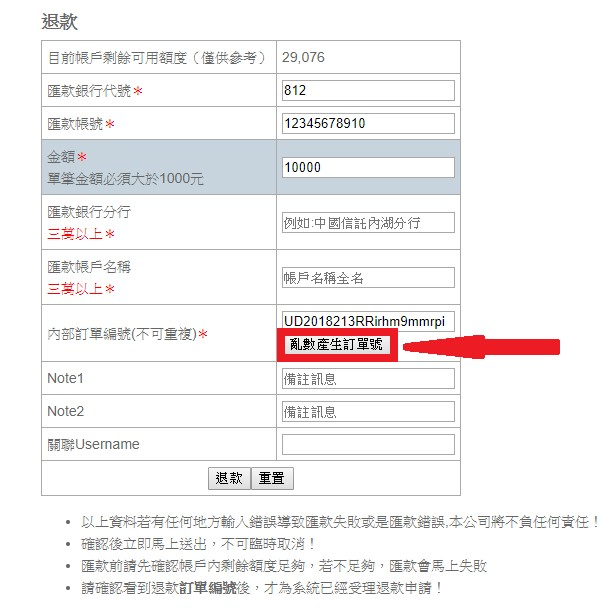 退款
目前帳戶剩餘可用額度（僅供參考） 29,076
匯款銀行代號＊ 812
匯款帳號＊ 12345678910
金額＊
單筆金額必須大於1000元
10000
匯款銀行分行
三萬以上＊
例如:中國信託內湖分行
匯款帳戶名稱
三萬以上＊
帳戶名稱全名
內部訂單編號(不可重複)＊
UD2018213RRirhm9mmrpi
亂數產生訂單號
Note1 備註訊息
Note2 備註訊息
關聯Username
退款 重置
以上資料若有任何地方輸入錯誤導致匯款失敗或是匯款錯誤,本公司將不負任何責任！
確認後立即馬上送出，不可臨時取消！
匯款前請先確認帳戶內剩餘額度足夠，若不足夠，匯款會馬上失敗
請確認看到退款訂單編號後，才為系統已經受理退款申請！